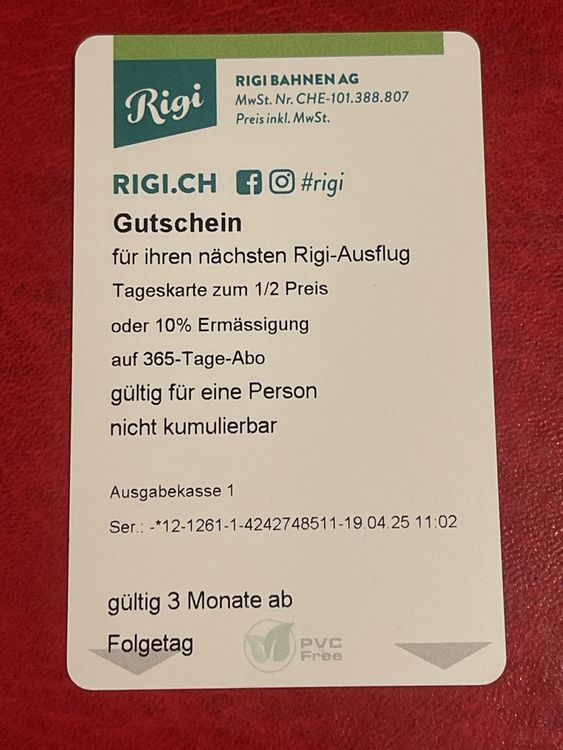 Rigi
RIGI BAHNEN AG
MwSt. Nr. CHE-101.388.807
Preis inkl. MwSt.
RIGI.CH #rigi
Gutschein
für ihren nächsten Rigi-Ausflug
Tageskarte zum 1/2 Preis
oder 10% Ermässigung
auf 365-Tage-Abo
gültig für eine Person
nicht kumulierbar
Ausgabekasse 1
Ser.: -*12-1261-1-4242748511-19.04.25 11:02
gültig 3 Monate ab
Folgetag
PVC
Free